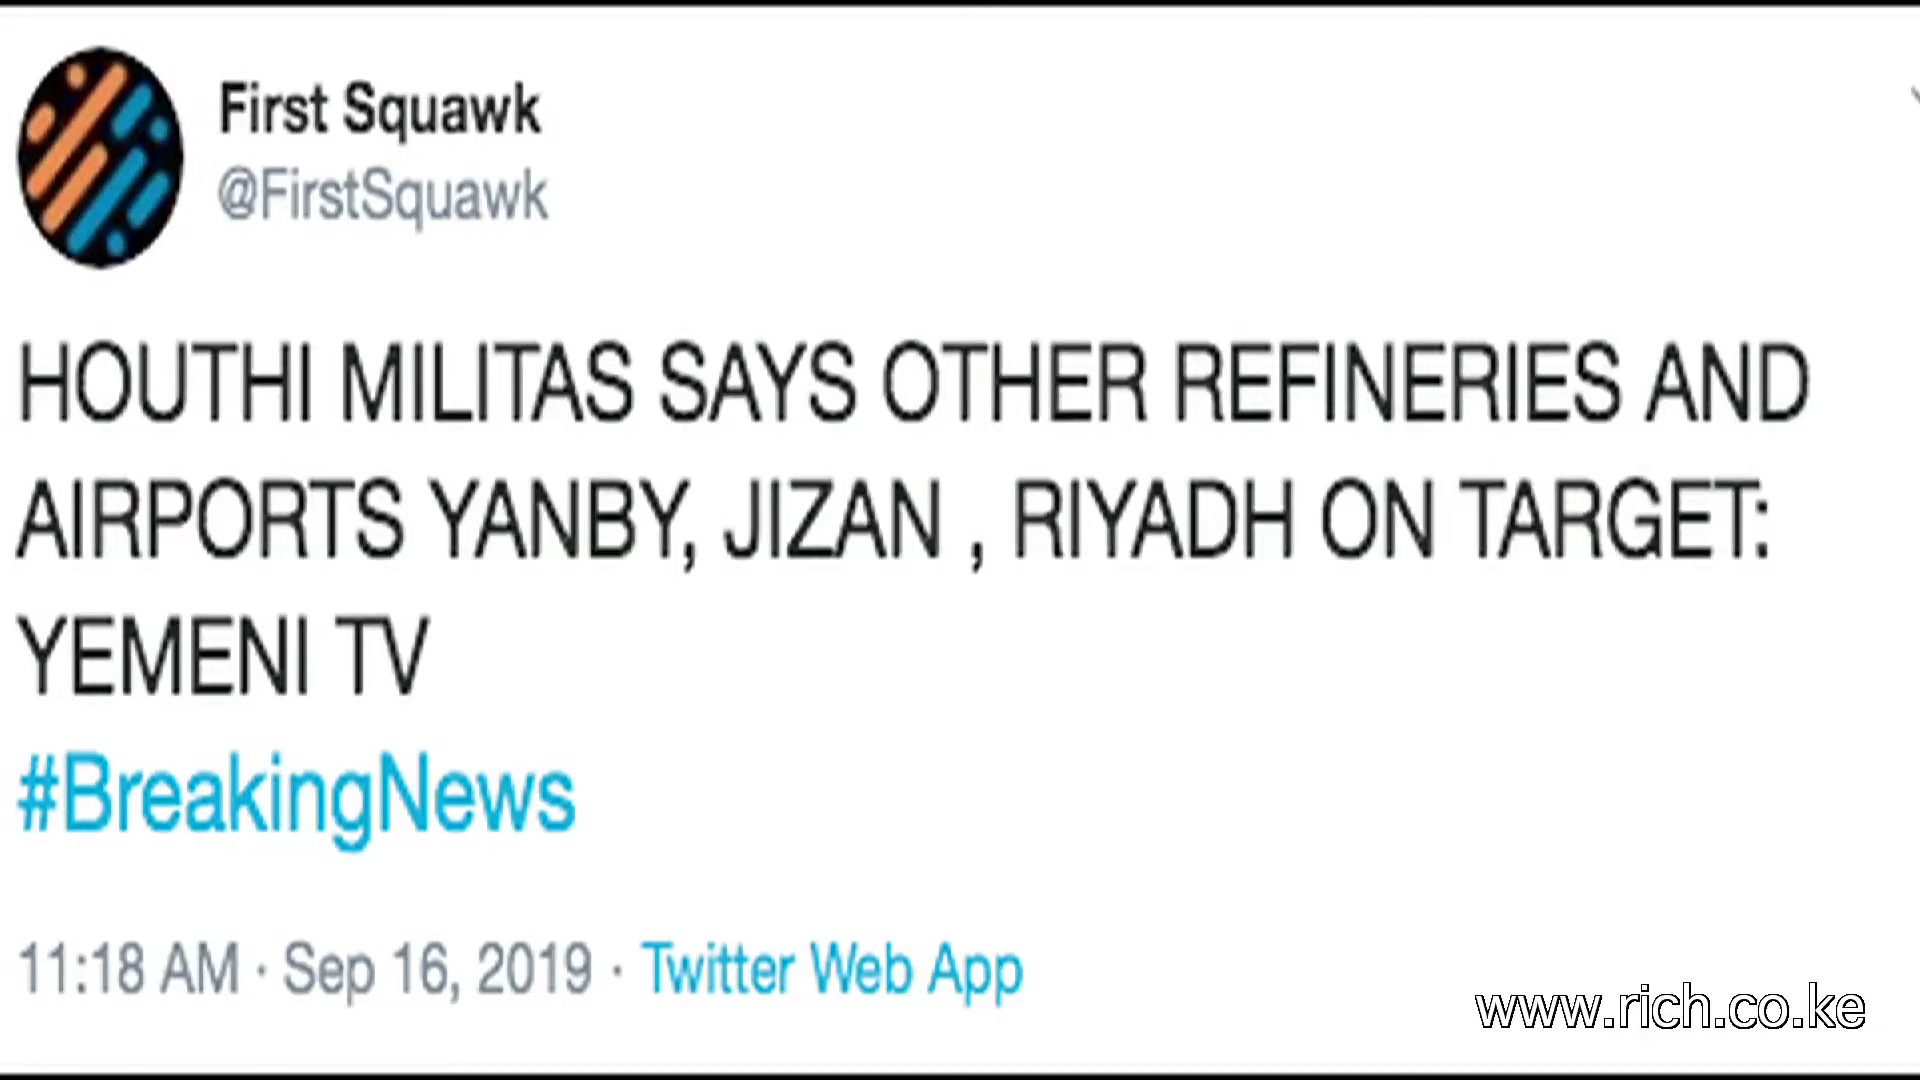 First Squawk
@FirstSquawk
HOUTHI MILITAS SAYS OTHER REFINERIES AND
AIRPORTS YANBY, JIZAN , RIYADH ON TARGET:
YEMENI TV
#BreakingNews
11:18 AM · Sep 16, 2019 · Twitter Web App
www.rich.co.ke